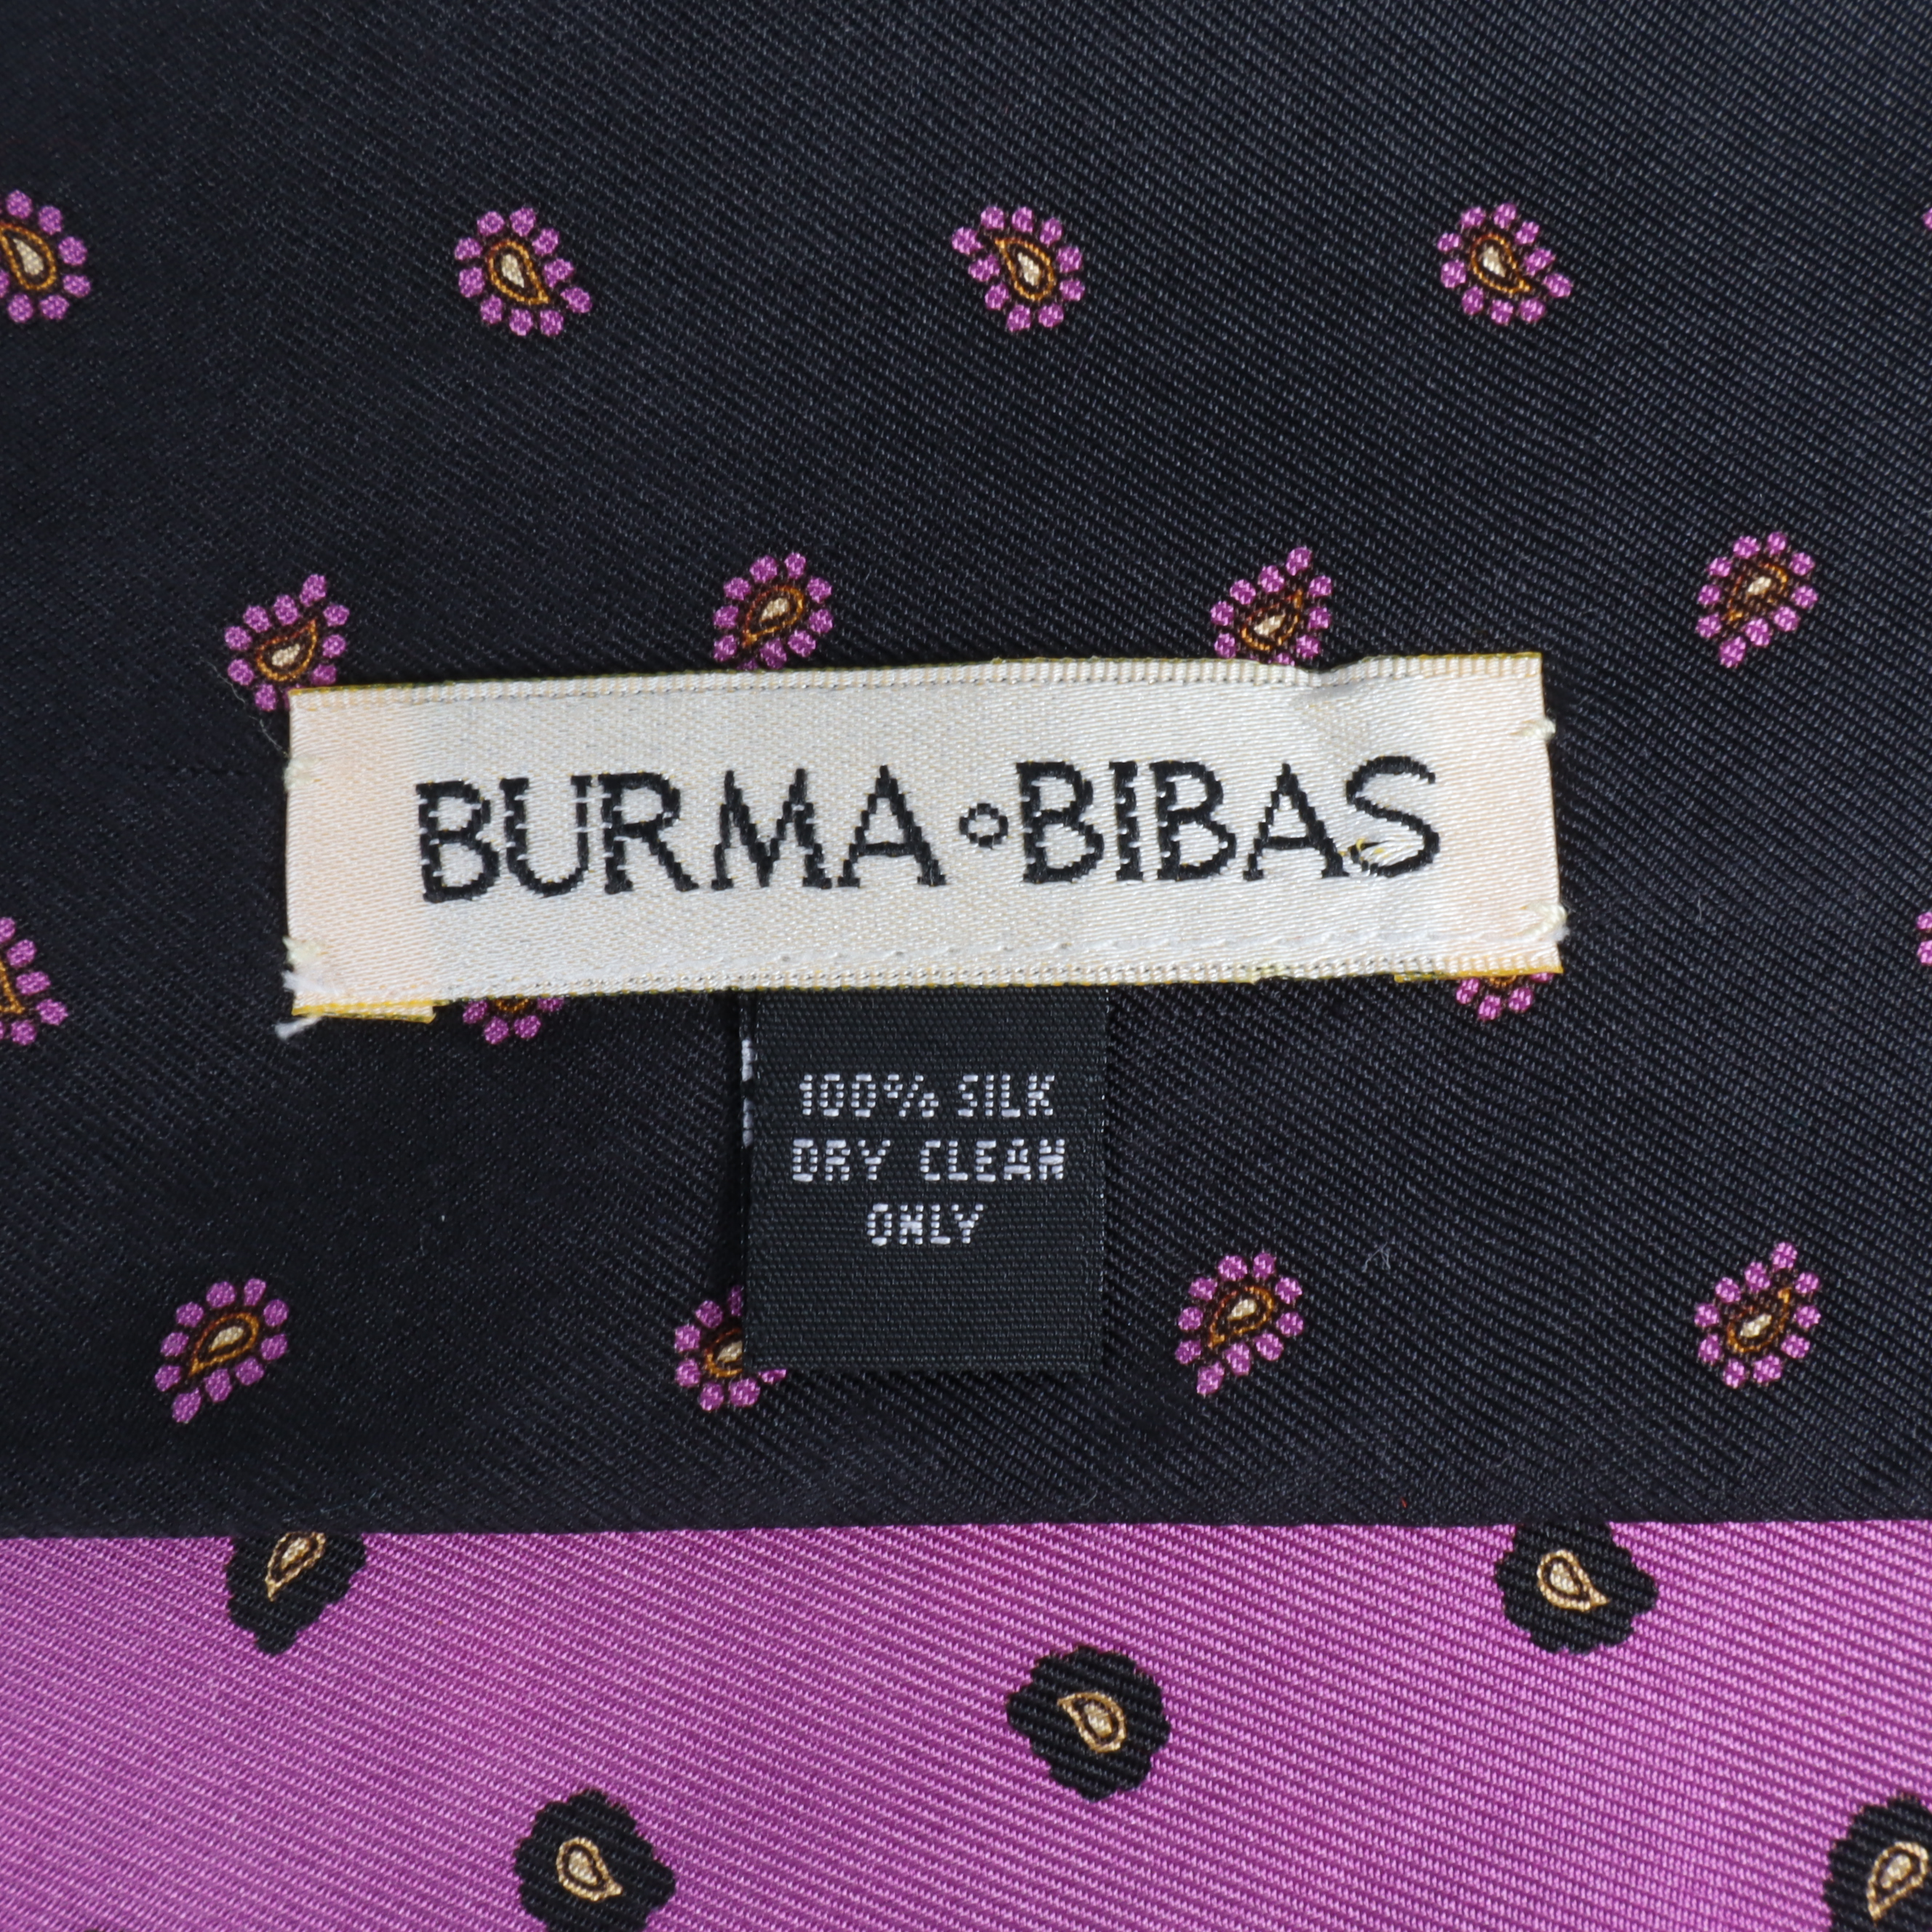 BURMA∘BIBAS
100% SILK
DRY CLEAN
ONLY